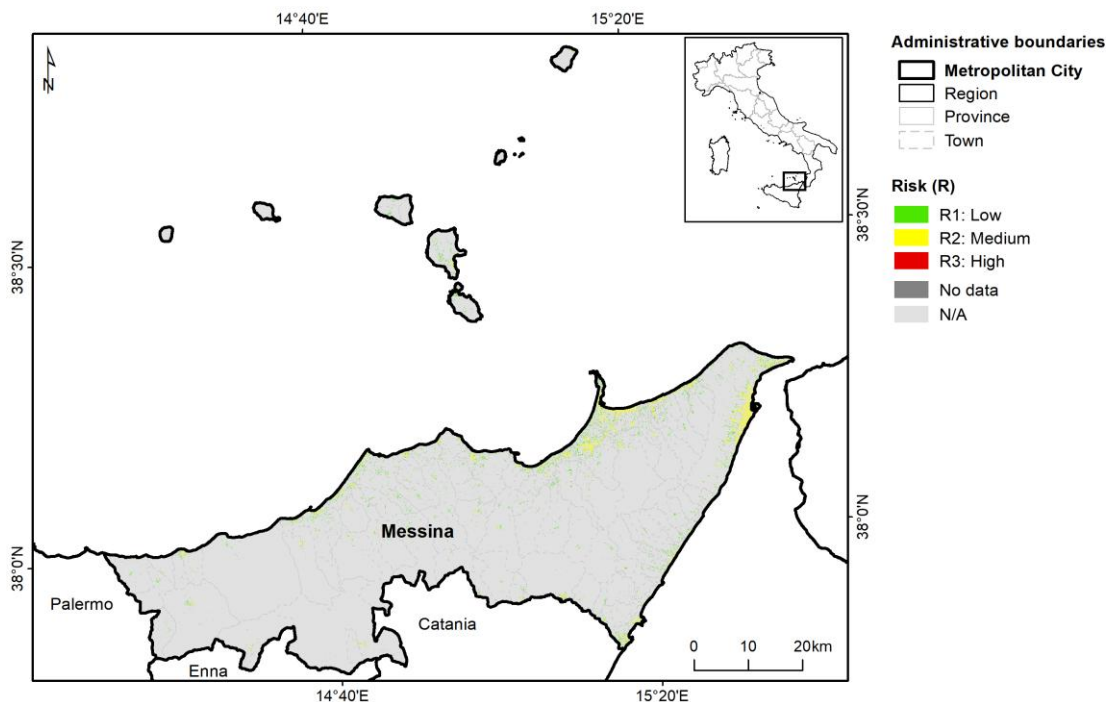 14°40'E
15°20'E
N
38°30'N
38°30'N
38°0'N
38°0'N
Messina
Palermo
Catania
Enna
0
10
20km
14°40'E
15°20'E
Administrative boundaries
Metropolitan City
Region
Province
Town
Risk (R)
R1: Low
R2: Medium
R3: High
No data
N/A